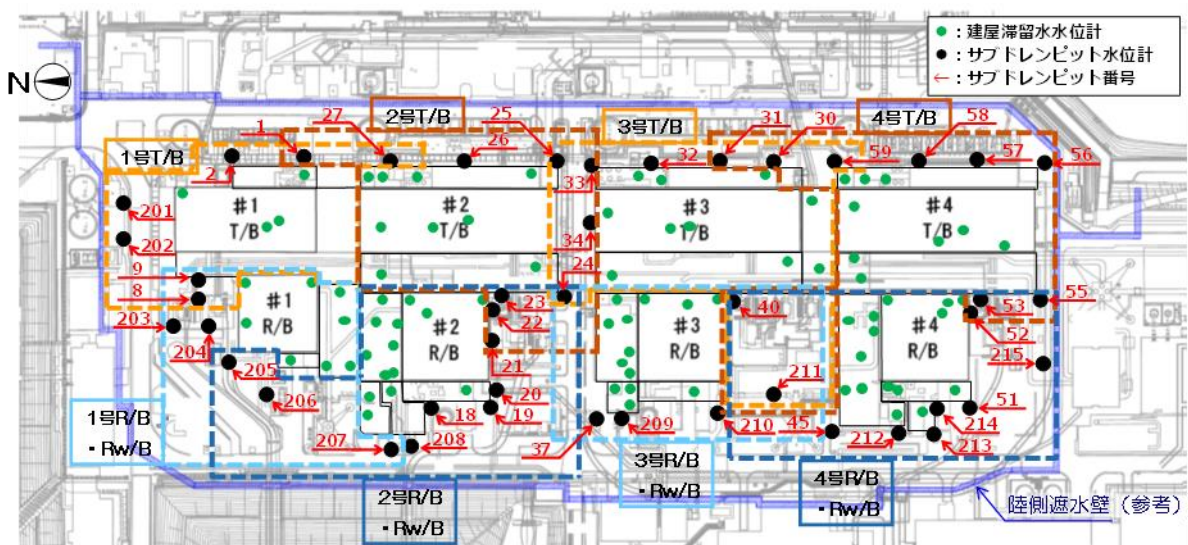 ●：建屋滞留水水位計
●：サブドレンピット水位計
←：サブドレンピット番号
N
1号T/B
2号T/B
3号T/B
4号T/B
1
2
27
26
25
33
32
31
30
59
58
57
56
201
202
9
8
203
204
205
206
207
208
18
19
20
21
22
23
24
34
37
209
210
40
211
45
212
213
214
51
215
52
53
55
#1
T/B
#2
T/B
#3
T/B
#4
T/B
#1
R/B
#2
R/B
#3
R/B
#4
R/B
1号R/B
・Rw/B
2号R/B
・Rw/B
3号R/B
・Rw/B
4号R/B
・Rw/B
陸側遮水壁（参考）